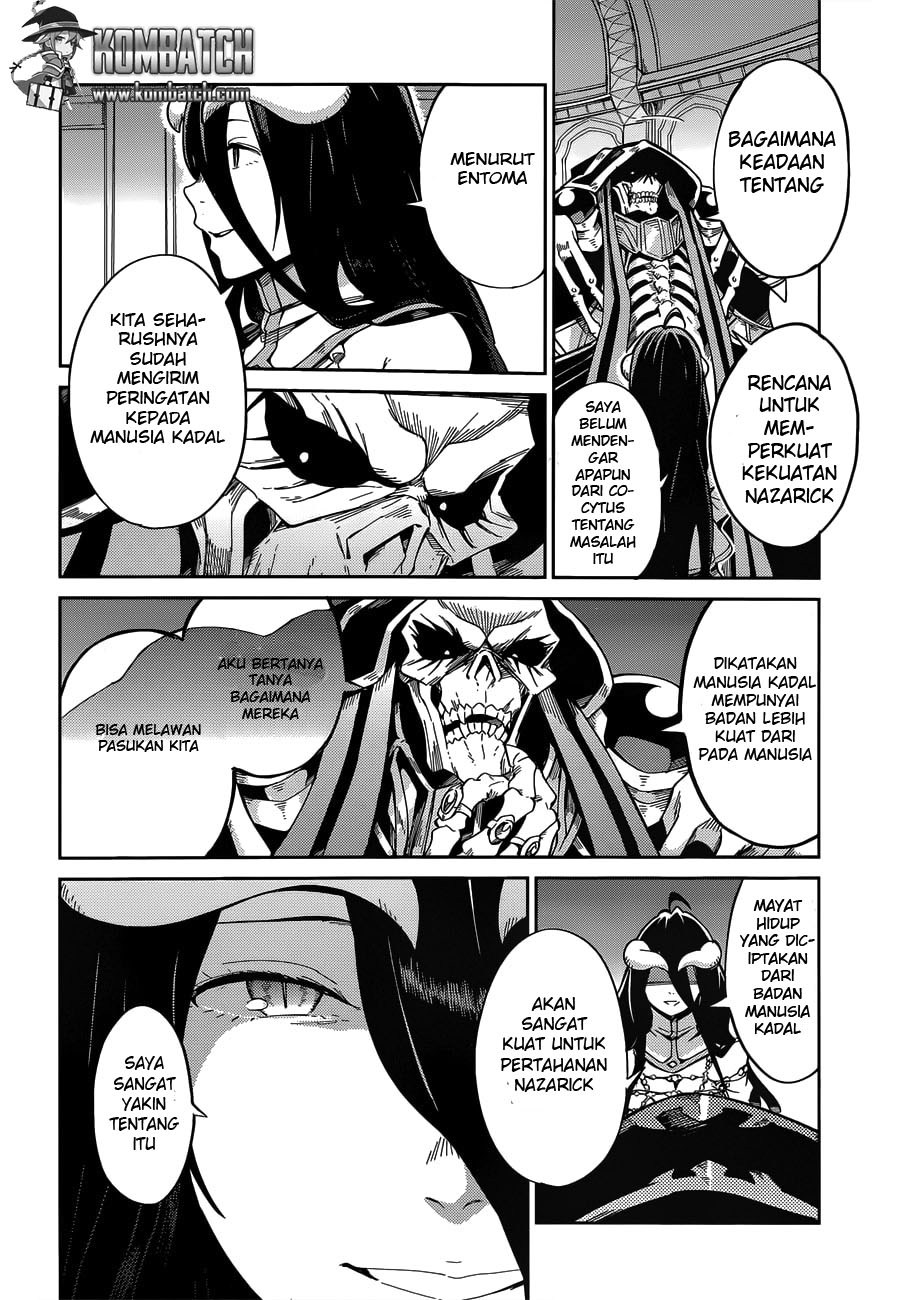 KOMBATCH
www.kombatch.com
BAGAIMANA
KEADAAN
TENTANG
RENCANA
UNTUK
MEM-
PERKUAT
KEKUATAN
NAZARICK
SAYA
BELUM
MENDEN-
GAR
APAPUN
DARI CO-
CYTUS
TENTANG
MASALAH
ITU
MENURUT
ENTOMA
KITA SEHA-
RUSHNYA
SUDAH
MENGIRIM
PERINGATAN
KEPADA
MANUSIA KADAL
DIKATAKAN
MANUSIA KADAL
MEMPUNYAI
BADAN LEBIH
KUAT DARI
PADA MANUSIA
AKU BERTANYA
TANYA
BAGAIMANA
MEREKA
BISA MELAWAN
PASUKAN KITA
MAYAT
HIDUP
YANG DIC-
IPTAKAN
DARI
BADAN
MANUSIA
KADAL
AKAN
SANGAT
KUAT UNTUK
PERTAHANAN
NAZARICK
SAYA
SANGAT
YAKIN
TENTANG
ITU